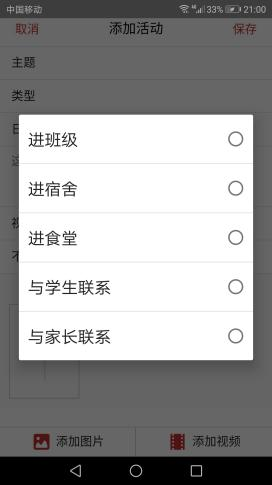 中国移动 33% 21:00
取消 添加活动 保存
主题
类型
日
进班级
进宿舍
进食堂
与学生联系
与家长联系
添加图片 添加视频